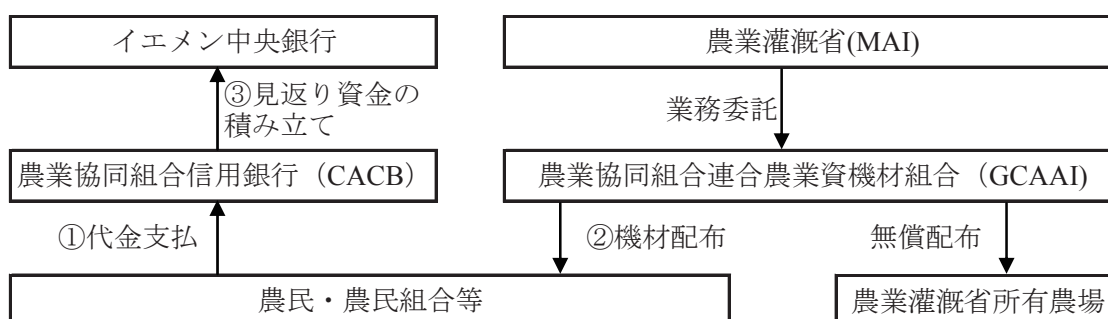 イエメン中央銀行
農業灌漑省(MAI)
③見返り資金の
積み立て
業務委託
農業協同組合信用銀行（CACB）
農業協同組合連合農業資機材組合（GCAAI)
①代金支払
②機材配布
無償配布
農民・農民組合等
農業灌漑省所有農場